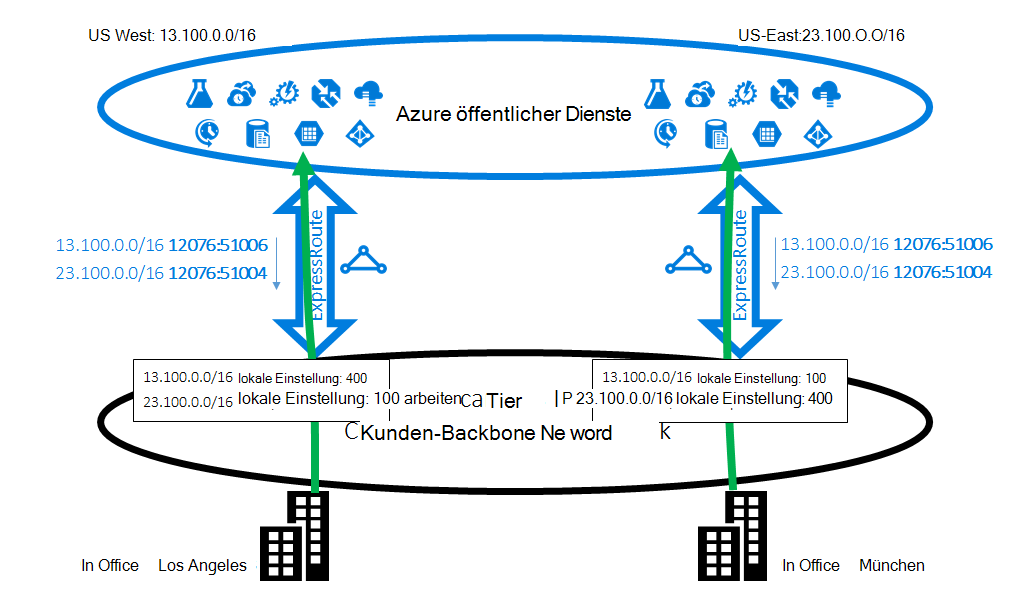 US West: 13.100.0.0/16
US-East:23.100.O.O/16
Azure öffentlicher Dienste
ExpressRoute
ExpressRoute
13.100.0.0/16 12076:51006
23.100.0.0/16 12076:51004
13.100.0.0/16 12076:51006
23.100.0.0/16 12076:51004
13.100.0.0/16 lokale Einstellung: 400
23.100.0.0/16 lokale Einstellung: 100 arbeiten
13.100.0.0/16 lokale Einstellung: 100
P 23.100.0.0/16 lokale Einstellung: 400
ca Tier l
C Kunden-Backbone Ne word k
In Office Los Angeles
In Office München